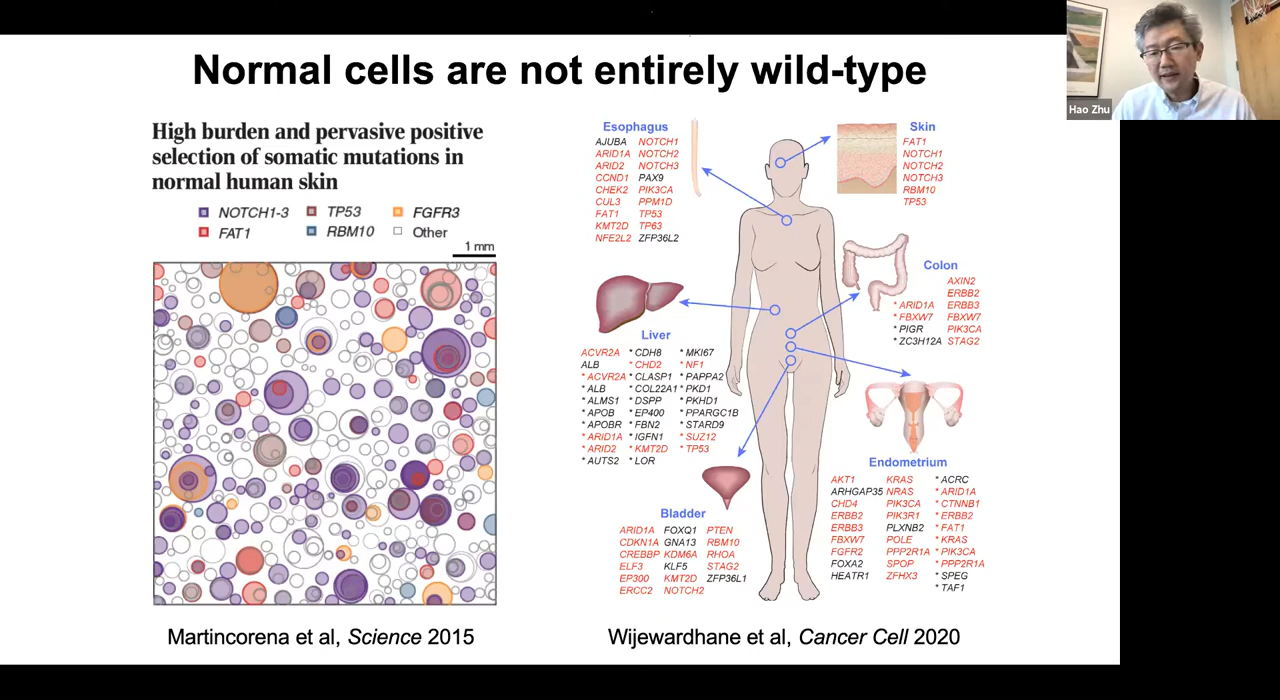 Normal cells are not entirely wild-type
Hao Zhu
High burden and pervasive positive
selection of somatic mutations in
normal human skin
NOTCH1-3 TP53 FGFR3
FAT1 RBM10 Other
1 mm
Martincorena et al, Science 2015
Esophagus
AJUBA NOTCH1
ARID1A NOTCH2
ARID2 NOTCH3
CCND1 PAX9
CHEK2 PIK3CA
CUL3 PPM1D
FAT1 TP53
KMT2D TP63
NFE2L2 ZFP36L2
Skin
FAT1
NOTCH1
NOTCH2
NOTCH3
RBM10
TP53
Colon
AXIN2
ERBB2
* ARID1A ERBB3
* FBXW7 FBXW7
* PIGR PIK3CA
* ZC3H12A STAG2
Liver
ACVR2A * CDH8 * MKI67
ALB * CHD2 * NF1
* ACVR2A * CLASP1 * PAPPA2
* ALB * COL22A1 * PKD1
* ALMS1 * DSPP * PKHD1
* APOB * EP400 * PPARGC1B
* APOBR * FBN2 * STARD9
* ARID1A * IGFN1 * SUZ12
* ARID2 * KMT2D * TP53
* AUTS2 * LOR
Endometrium
AKT1 KRAS * ACRC
ARHGAP35 NRAS * ARID1A
CHD4 PIK3CA * CTNNB1
ERBB2 PIK3R1 * ERBB2
ERBB3 PLXNB2 * FAT1
FBXW7 POLE * KRAS
FGFR2 PPP2R1A * PIK3CA
FOXA2 SPOP * PPP2R1A
HEATR1 ZFHX3 * SPEG
* TAF1
Bladder
ARID1A FOXQ1 PTEN
CDKN1A GNA13 RBM10
CREBBP KDM6A RHOA
ELF3 KLF5 STAG2
EP300 KMT2D ZFP36L1
ERCC2 NOTCH2
Wijewardhane et al, Cancer Cell 2020